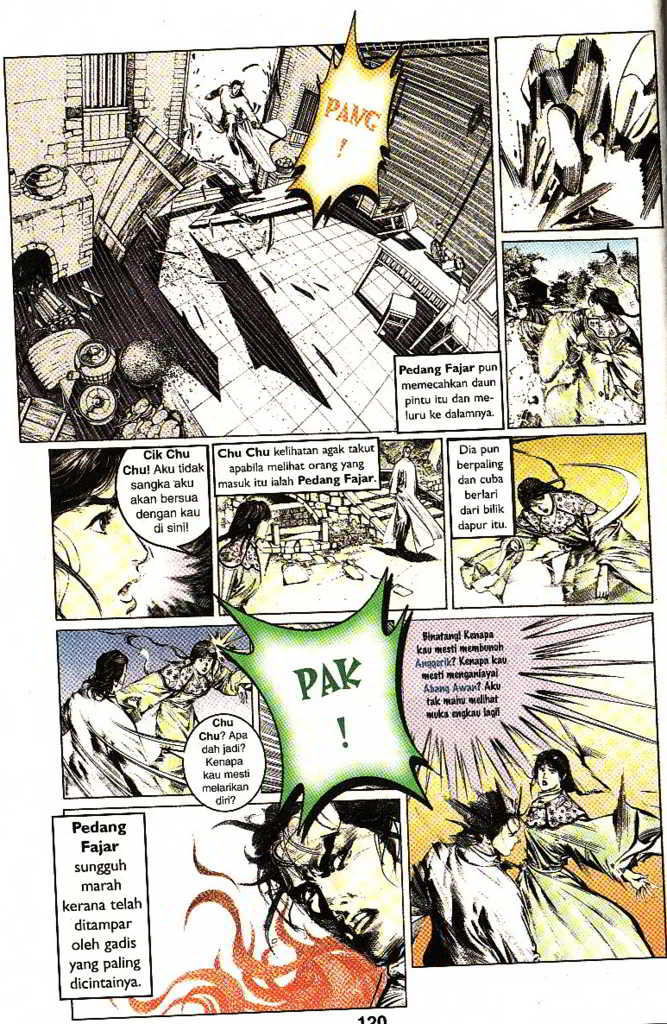 PANG
!
Pedang Fajar pun
memecahkan daun
pintu itu dan me-
luru ke dalamnya.
Cik Chu
Chu! Aku tidak
sangka aku
akan bersua
dengan kau
di sini!
Chu Chu kelihatan agak takut
apabila melihat orang yang
masuk itu ialah Pedang Fajar.
Dia pun
berpaling
dan cuba
berlari
dari bilik
dapur itu.
Chu
Chu? Apa
dah jadi?
Kenapa
kau mesti
melarikan
diri?
PAK
!
Binatang! Kenapa
kau mesti membunuh
Anggerik? Kenapa kau
mesti menganiayai
Abang Awan? Aku
tak mahu melihat
muka engkau lagi!
Pedang
Fajar
sungguh
marah
kerana telah
ditampar
oleh gadis
yang paling
dicintainya.
120